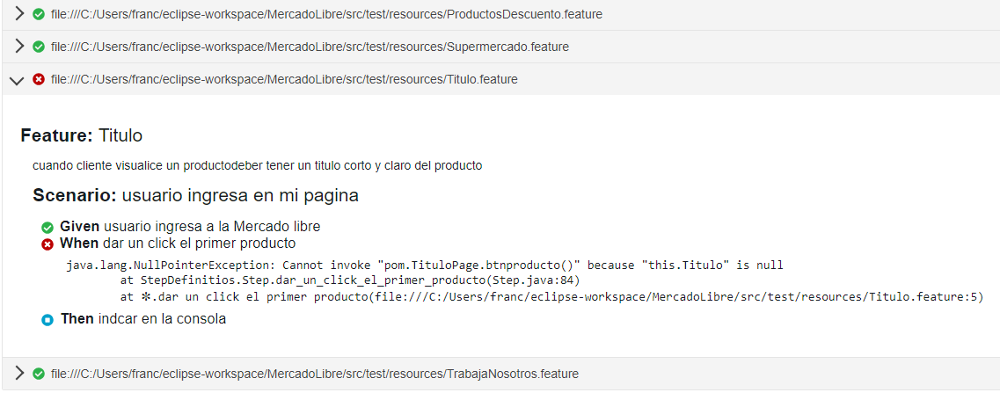 file:///C:/Users/franc/eclipse-workspace/MercadoLibre/src/test/resources/ProductosDescuento.feature
file:///C:/Users/franc/eclipse-workspace/MercadoLibre/src/test/resources/Supermercado.feature
file:///C:/Users/franc/eclipse-workspace/MercadoLibre/src/test/resources/Titulo.feature
Feature: Titulo
cuando cliente visualice un productodeber tener un titulo corto y claro del producto
Scenario: usuario ingresa en mi pagina
Given usuario ingresa a la Mercado libre
When dar un click el primer producto
java.lang.NullPointerException: Cannot invoke "pom.TituloPage.btnproducto()" because "this.Titulo" is null
at StepDefinitios.Step.dar_un_click_el_primer_producto(Step.java:84)
at ✽.dar un click el primer producto(file:///C:/Users/franc/eclipse-workspace/MercadoLibre/src/test/resources/Titulo.feature:5)
Then indcar en la consola
file:///C:/Users/franc/eclipse-workspace/MercadoLibre/src/test/resources/TrabajaNosotros.feature